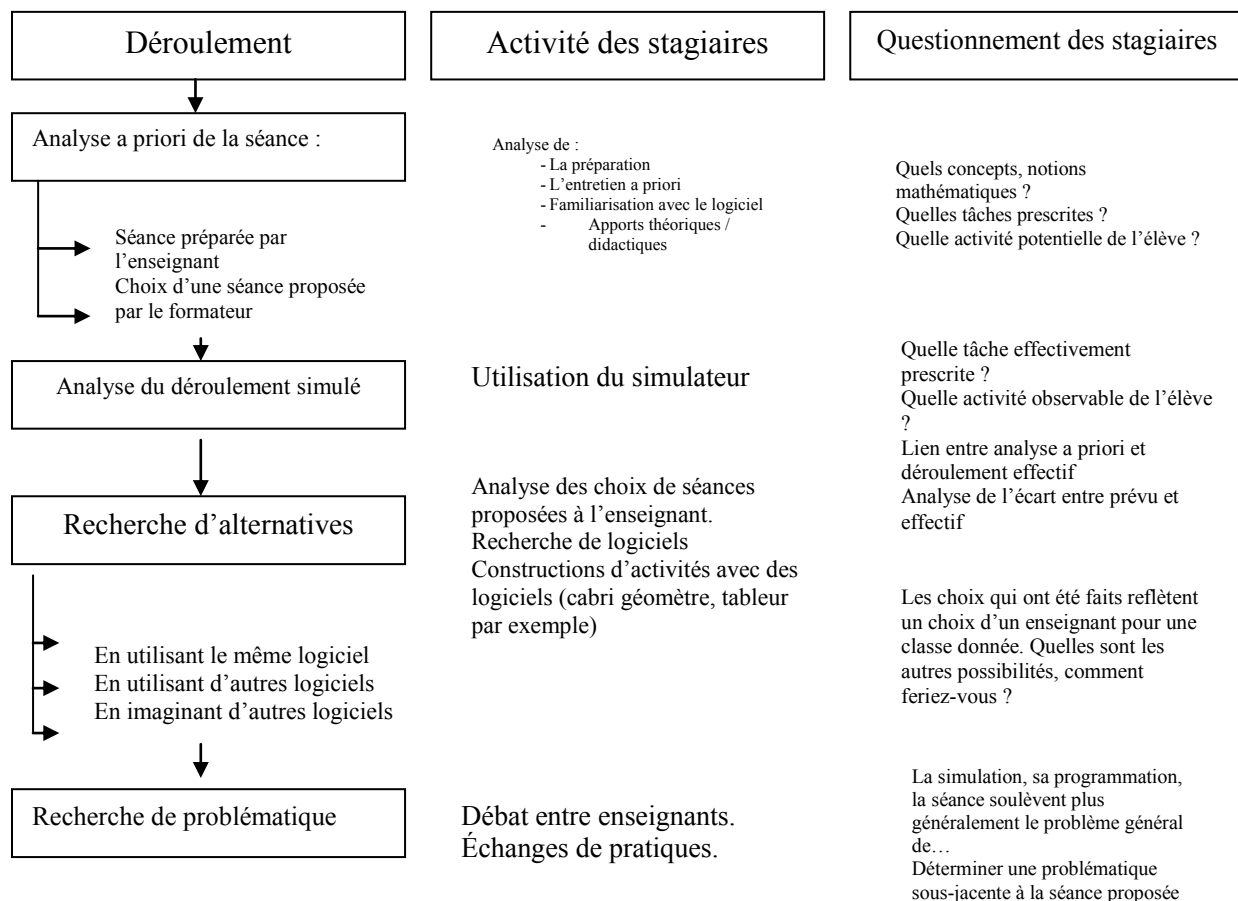 Déroulement
Activité des stagiaires
Questionnement des stagiaires
Analyse a priori de la séance :
Analyse de :
- La préparation
- L’entretien a priori
- Familiarisation avec le logiciel
- Apports théoriques /
didactiques
Quels concepts, notions
mathématiques ?
Quelles tâches prescrites ?
Quelle activité potentielle de l’élève ?
Séance préparée par
l’enseignant
Choix d’une séance proposée
par le formateur
Analyse du déroulement simulé
Utilisation du simulateur
Quelle tâche effectivement
prescrite ?
Quelle activité observable de l’élève
?
Lien entre analyse a priori et
déroulement effectif
Analyse de l’écart entre prévu et
effectif
Recherche d’alternatives
Analyse des choix de séances
proposées à l’enseignant.
Recherche de logiciels
Constructions d’activités avec des
logiciels (cabri géomètre, tableur
par exemple)
Les choix qui ont été faits reflètent
un choix d’un enseignant pour une
classe donnée. Quelles sont les
autres possibilités, comment
feriez-vous ?
En utilisant le même logiciel
En utilisant d’autres logiciels
En imaginant d’autres logiciels
Recherche de problématique
Débat entre enseignants.
Échanges de pratiques.
La simulation, sa programmation,
la séance soulèvent plus
généralement le problème général
de…
Déterminer une problématique
sous-jacente à la séance proposée